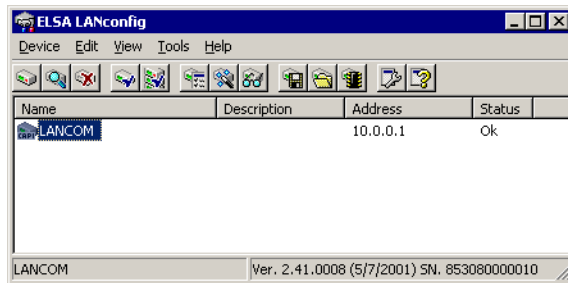 ELSA LANconfig
Device Edit View Tools Help
Name Description Address Status
CAPI LANCOM 10.0.0.1 Ok
LANCOM Ver. 2.41.0008 (5/7/2001) SN. 853080000010